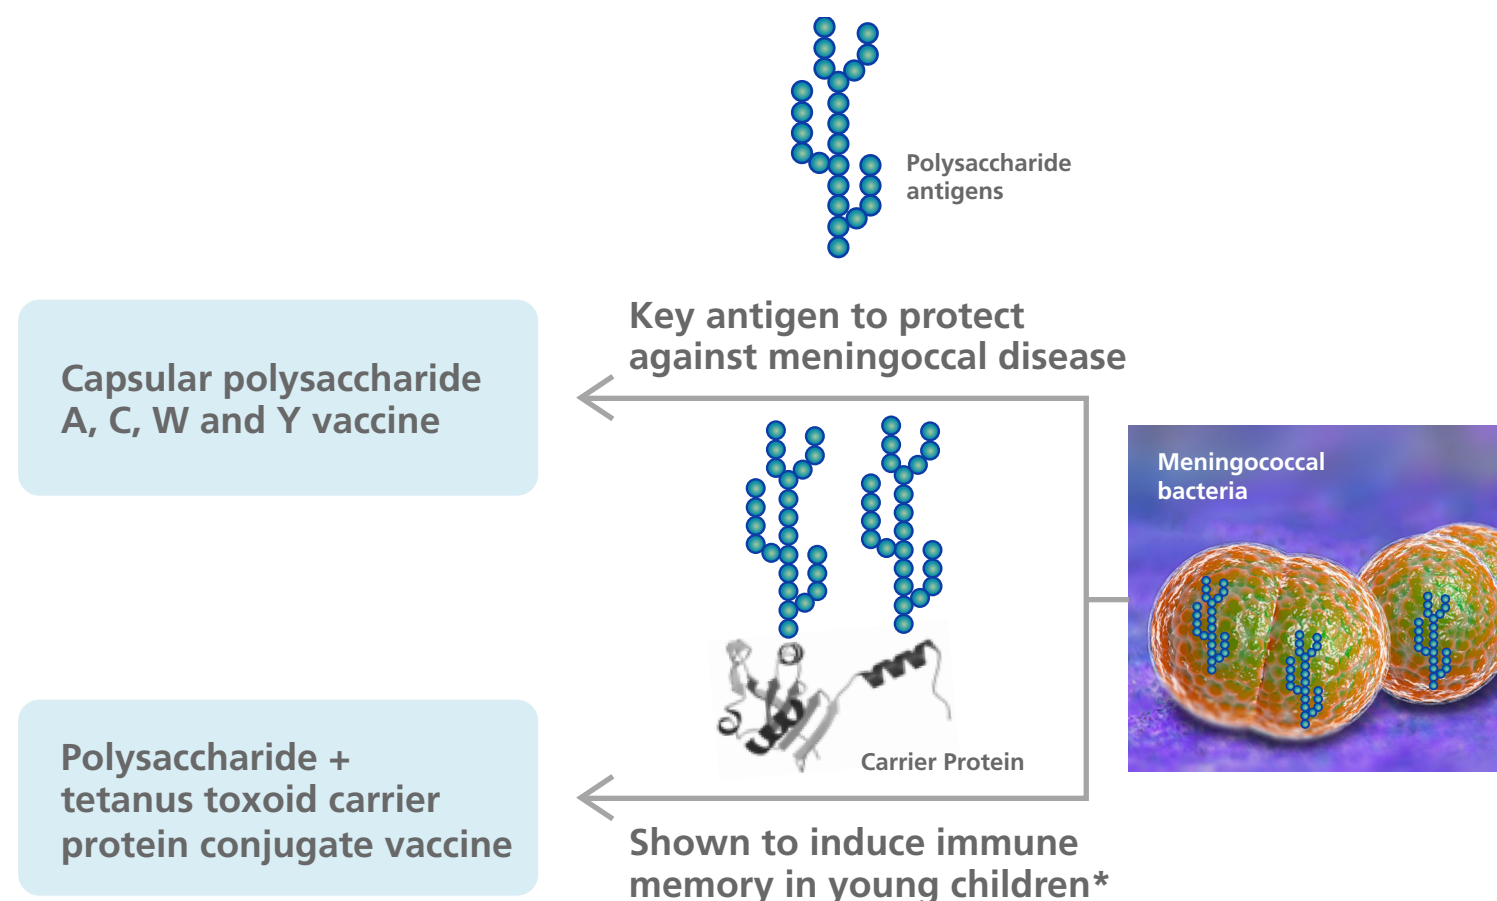 Polysaccharide
antigens
Key antigen to protect
against meningoccal disease
Capsular polysaccharide
A, C, W and Y vaccine
Meningococcal
bacteria
Carrier Protein
Polysaccharide +
tetanus toxoid carrier
protein conjugate vaccine
Shown to induce immune
memory in young children*